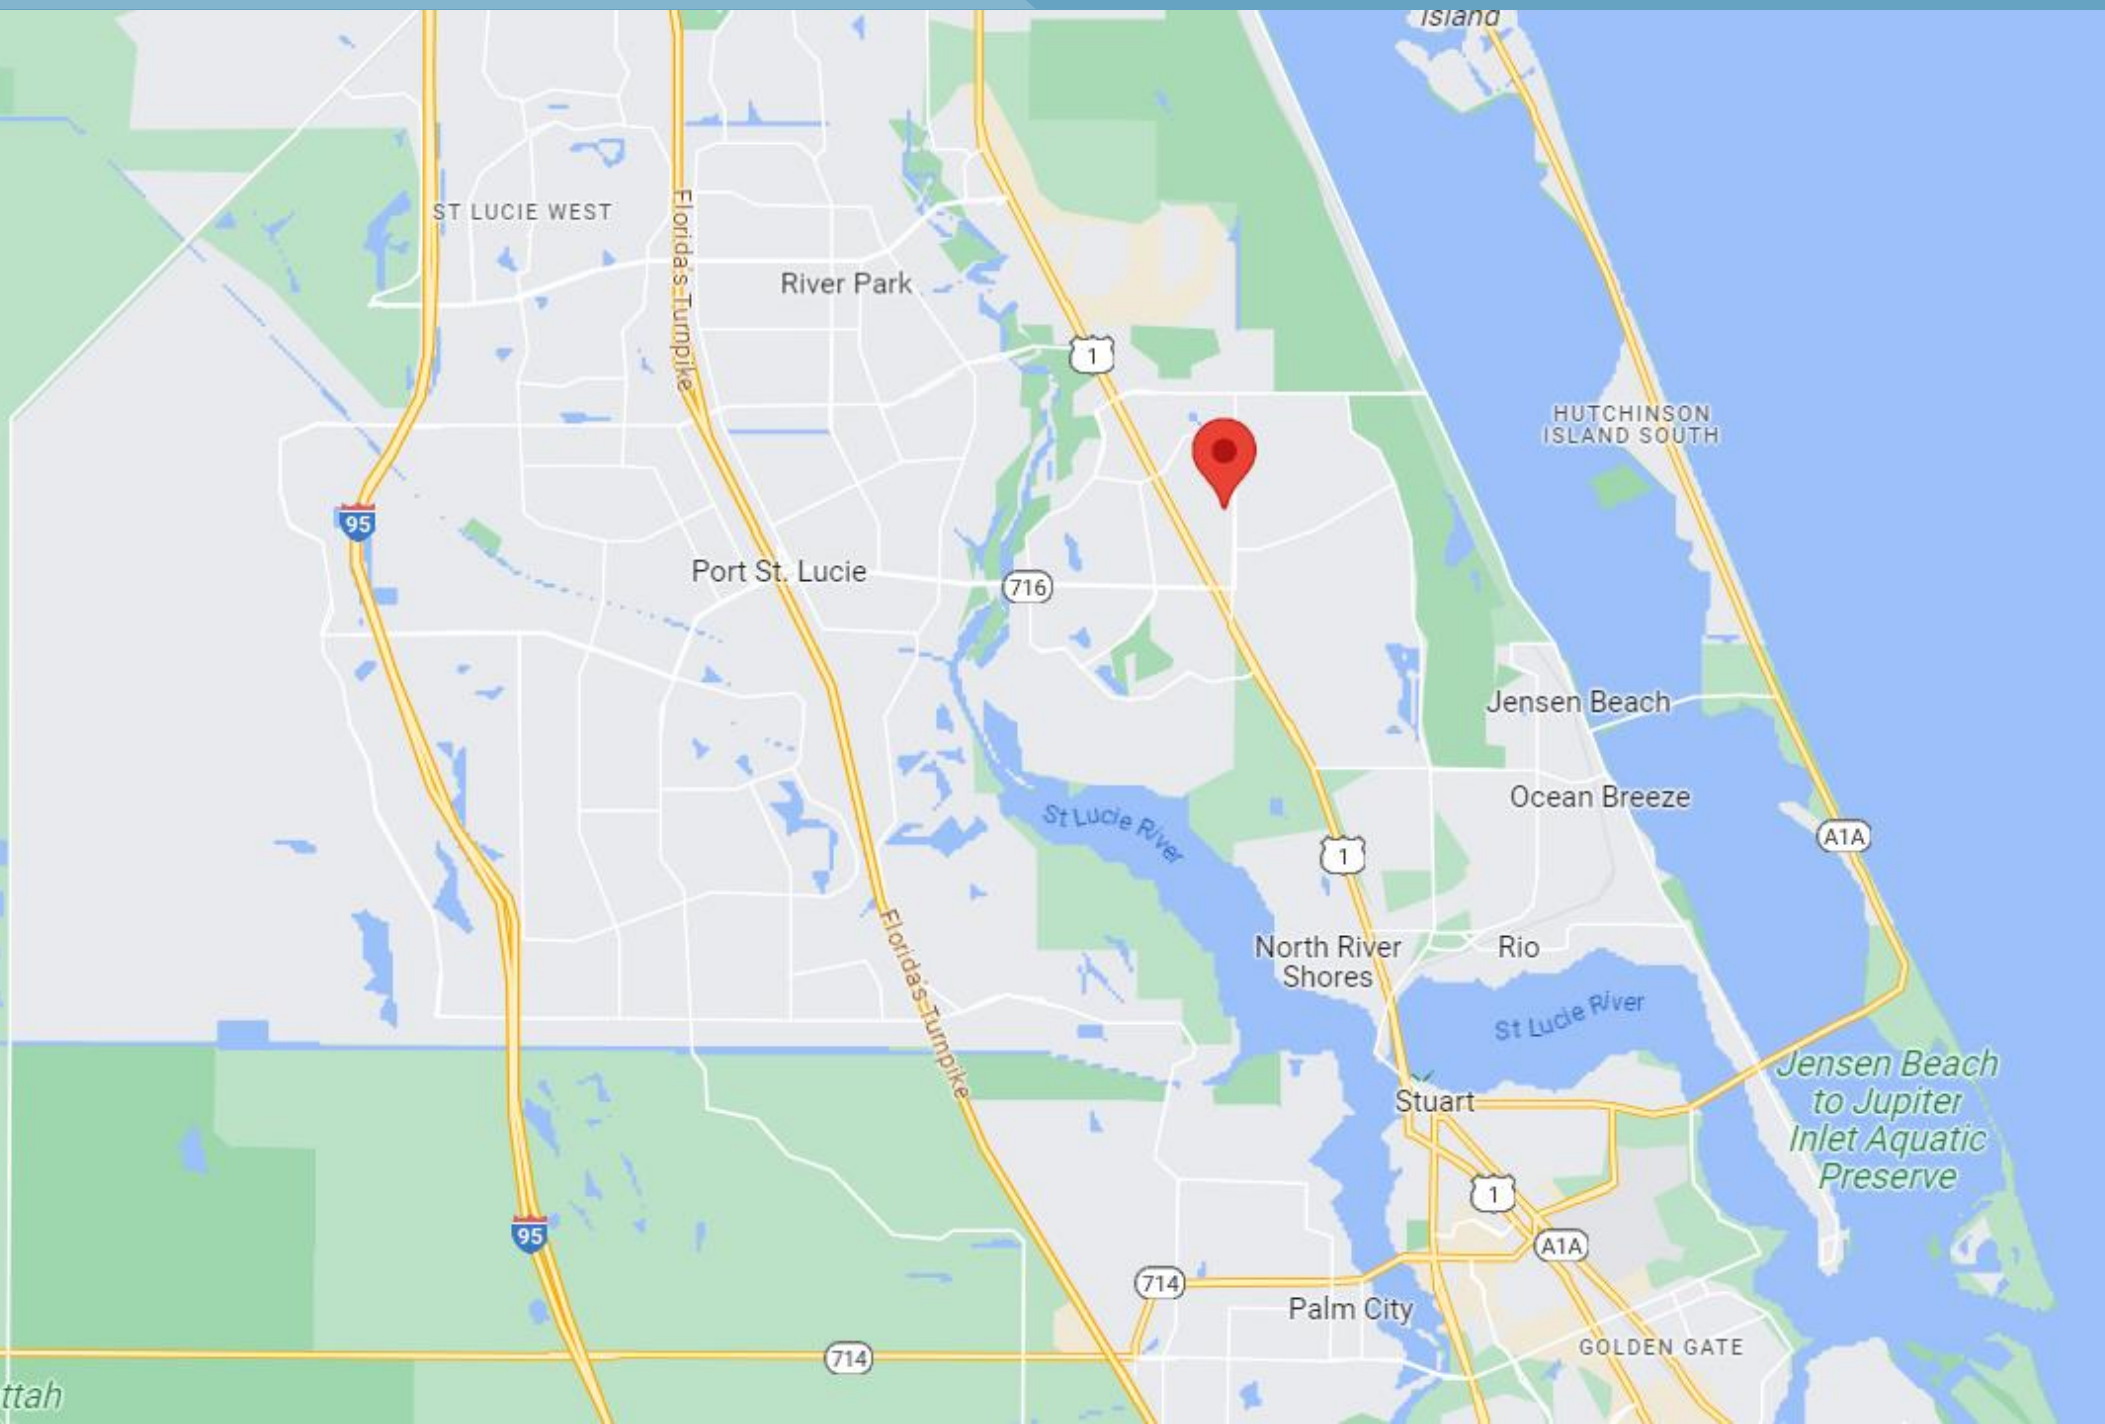 Island
ST LUCIE WEST
Florida's Turnpike
River Park
1
HUTCHINSON
ISLAND SOUTH
95
Port St. Lucie
716
Jensen Beach
Ocean Breeze
St Lucie River
A1A
1
Florida's Turnpike
North River
Shores
Rio
St Lucie River
Jensen Beach
to Jupiter
Inlet Aquatic
Preserve
Stuart
1
95
A1A
714
Palm City
GOLDEN GATE
714
ttah